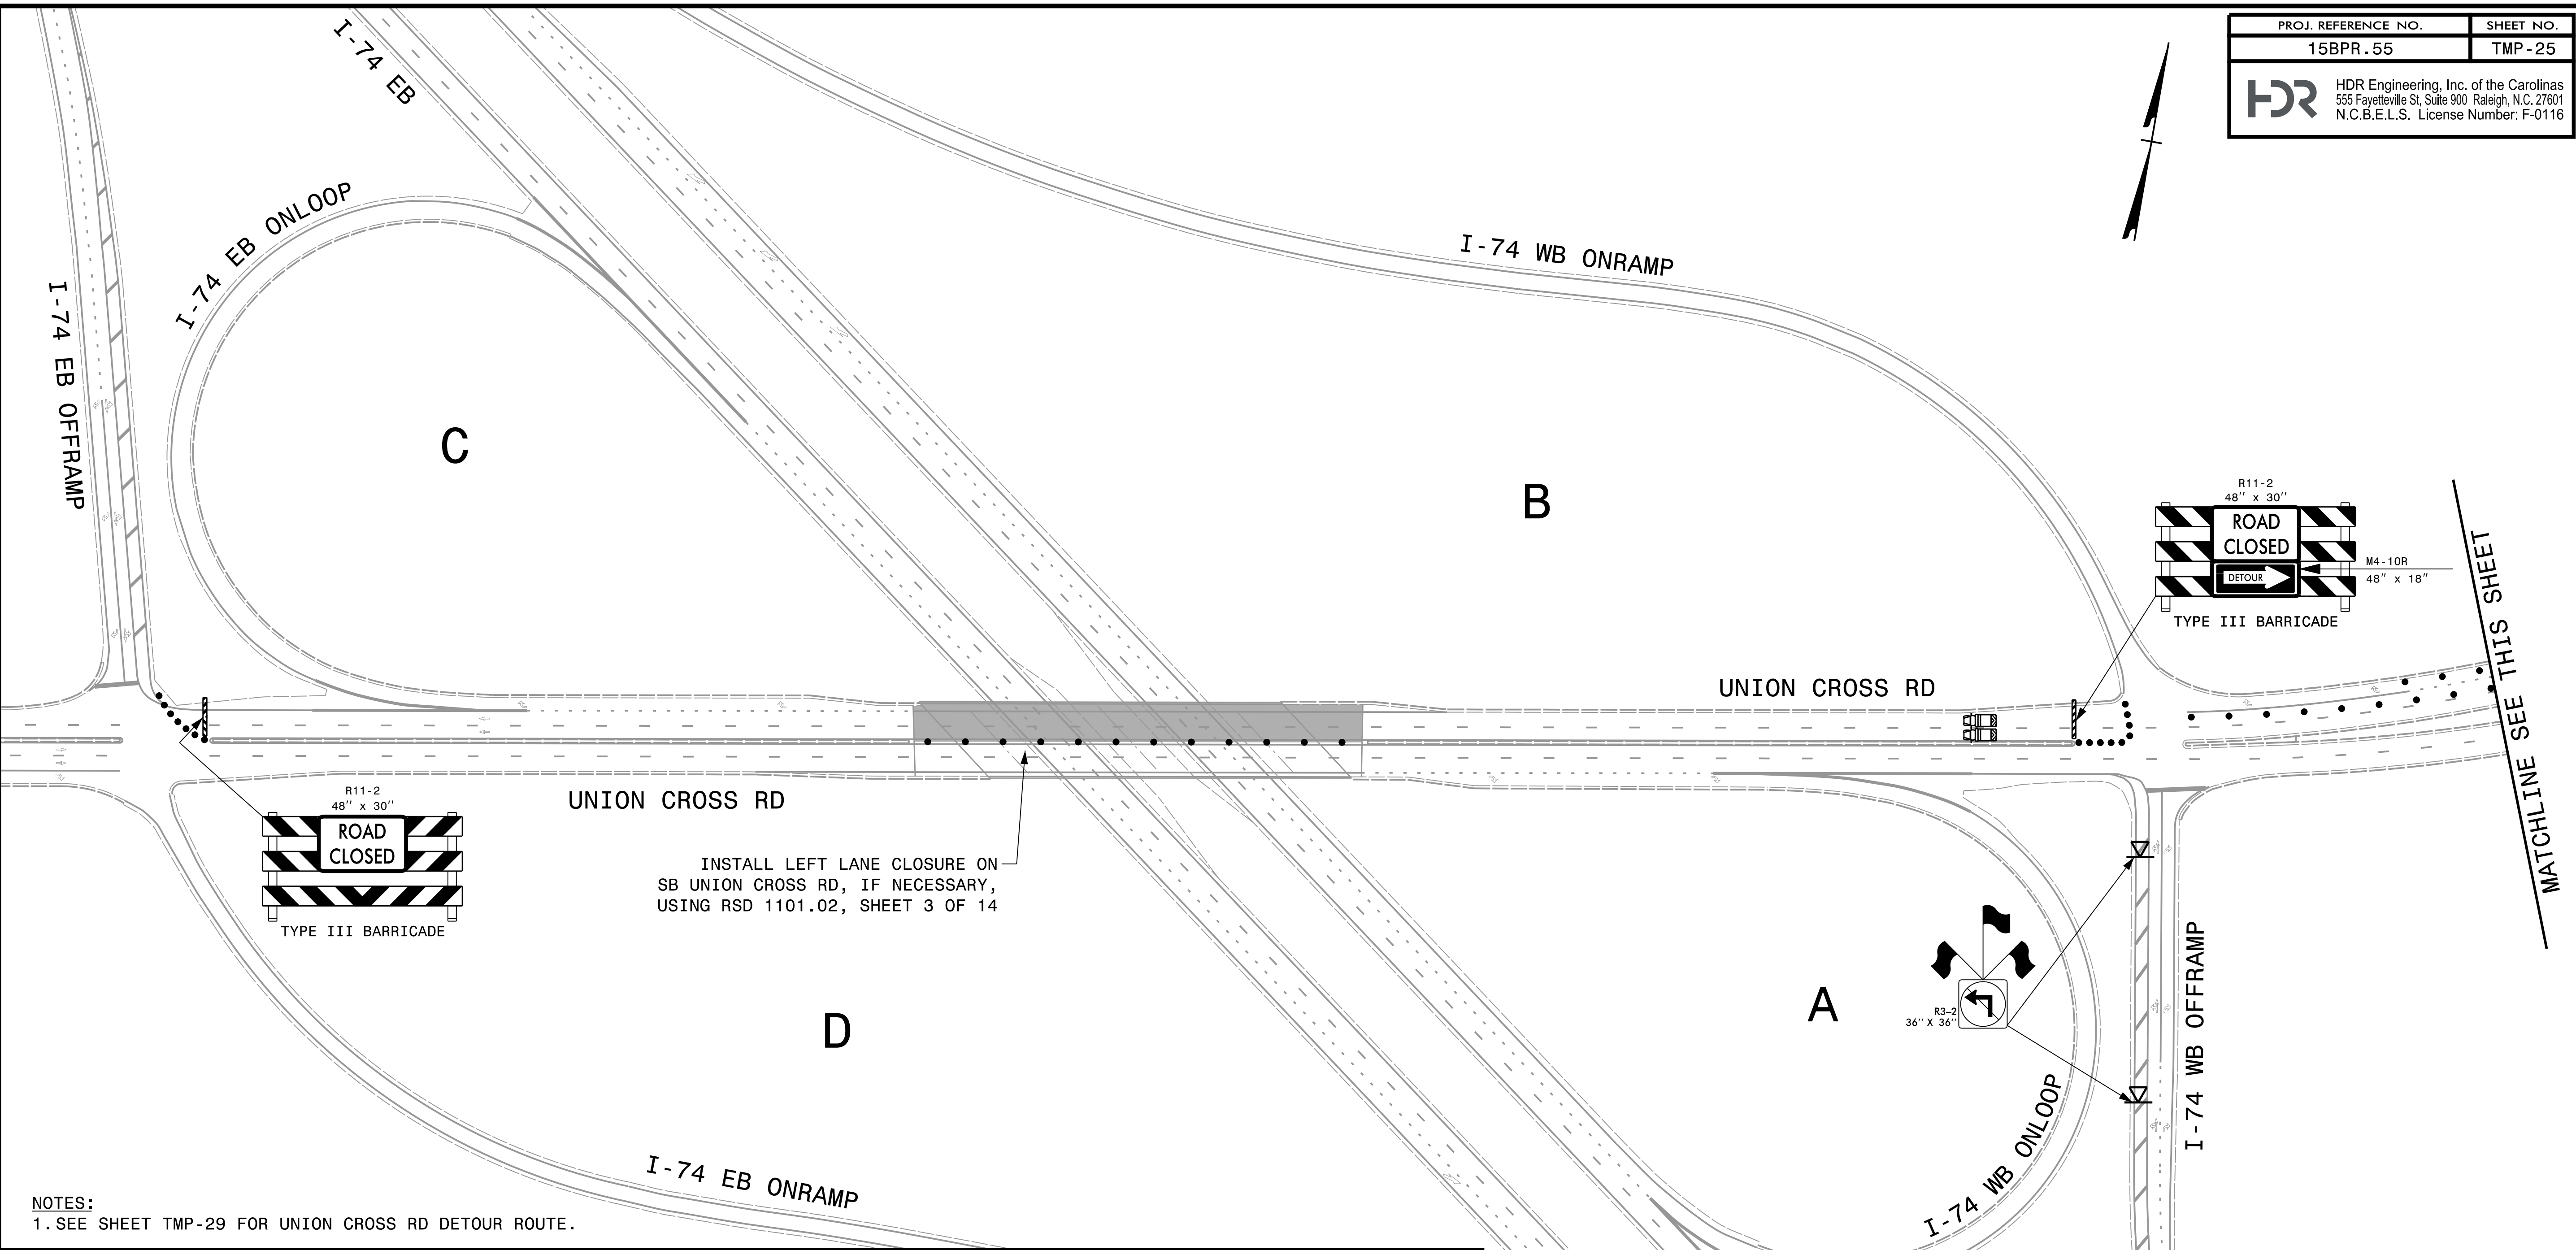 PROJ. REFERENCE NO.
SHEET NO.
15BPR.55
TMP-25
HDR
HDR Engineering, Inc. of the Carolinas
555 Fayetteville St, Suite 900 Raleigh, N.C. 27601
N.C.B.E.L.S. License Number: F-0116
I-74 EB
I-74 EB ONLOOP
I-74 EB OFFRAMP
I-74 WB ONRAMP
C
B
R11-2
48" x 30"
ROAD
CLOSED
DETOUR
M4-10R
48" x 18"
TYPE III BARRICADE
MATCHLINE SEE THIS SHEET
UNION CROSS RD
UNION CROSS RD
R11-2
48" x 30"
ROAD
CLOSED
TYPE III BARRICADE
INSTALL LEFT LANE CLOSURE ON
SB UNION CROSS RD, IF NECESSARY,
USING RSD 1101.02, SHEET 3 OF 14
A
D
R3-2
36" X 36"
I-74 WB OFFRAMP
I-74 WB ONLOOP
I-74 EB ONRAMP
NOTES:
1. SEE SHEET TMP-29 FOR UNION CROSS RD DETOUR ROUTE.